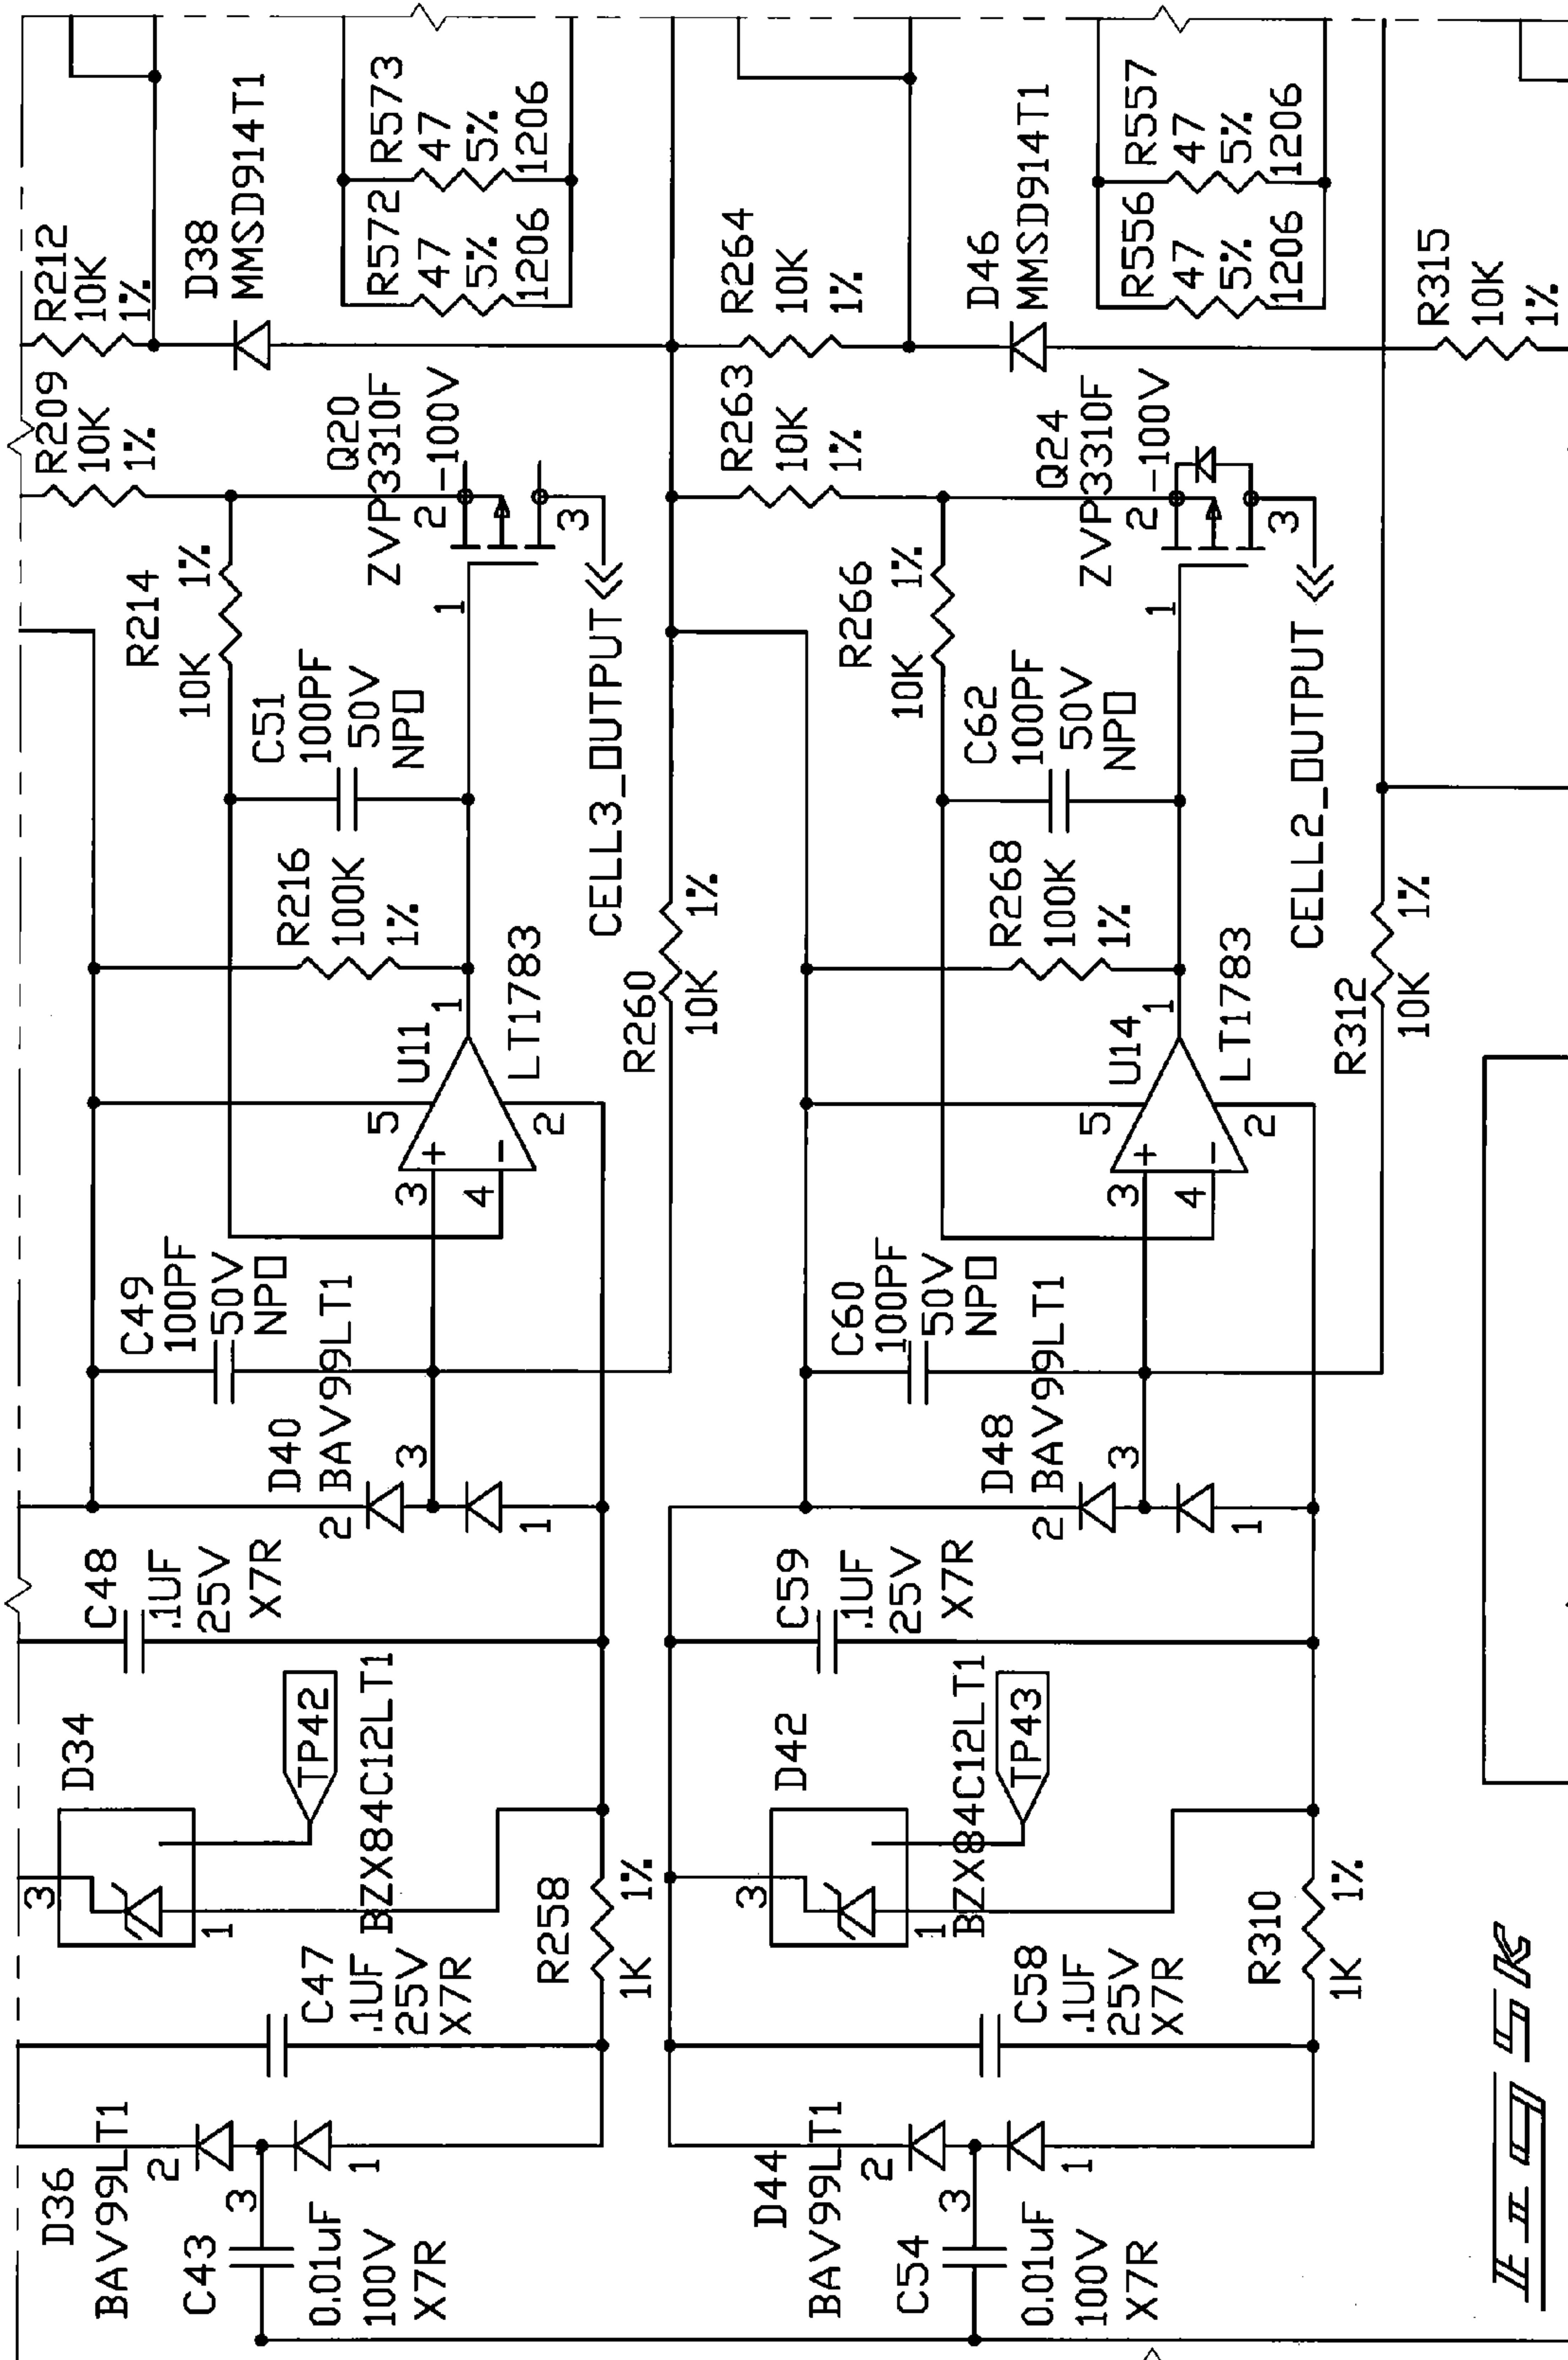 R212
10K
1%
D38
MMSD914T1
R572
47
5%
1206
R573
47
5%
1206
R209
10K
1%
Q20
ZVP3310F
-100V
2
3
1
R214
10K 1%
C51
100PF
50V
NPO
R216
100K
1%
CELL3_OUTPUT
U11
LT1783
5
1
3
4
2
+
-
R260
10K 1%
C49
100PF
50V
NPO
D40
BAV99LT1
2
3
1
C48
.1UF
25V
X7R
D34
3
1
TP42
BZX84C12LT1
R258
1K 1%
C47
.1UF
25V
X7R
D36
BAV99LT1
2
3
1
C43
0.01uF
100V
X7R
R264
10K
1%
D46
MMSD914T1
R556
47
5%
1206
R557
47
5%
1206
R263
10K
1%
Q24
ZVP3310F
-100V
2
3
1
R266
10K 1%
C62
100PF
50V
NPO
R268
100K
1%
CELL2_OUTPUT
U14
LT1783
5
1
3
4
2
+
-
R312
10K 1%
C60
100PF
50V
NPO
D48
BAV99LT1
2
3
1
C59
.1UF
25V
X7R
D42
3
1
TP43
BZX84C12LT1
R310
1K 1%
C58
.1UF
25V
X7R
D44
BAV99LT1
2
3
1
C54
0.01uF
100V
X7R
R315
10K
1%